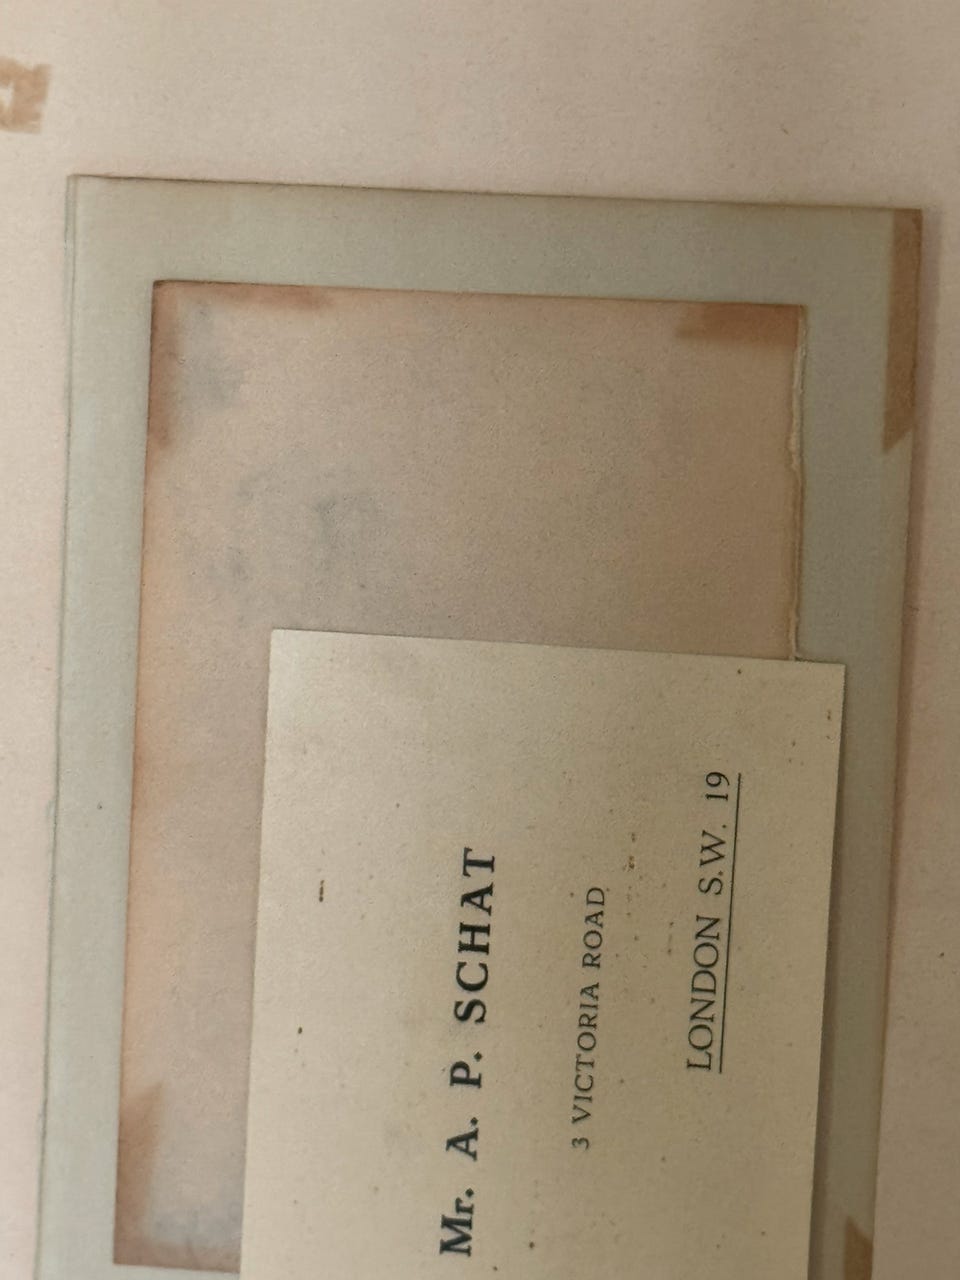 Mr. A. P. SCHAT
3 VICTORIA ROAD
LONDON S.W. 19